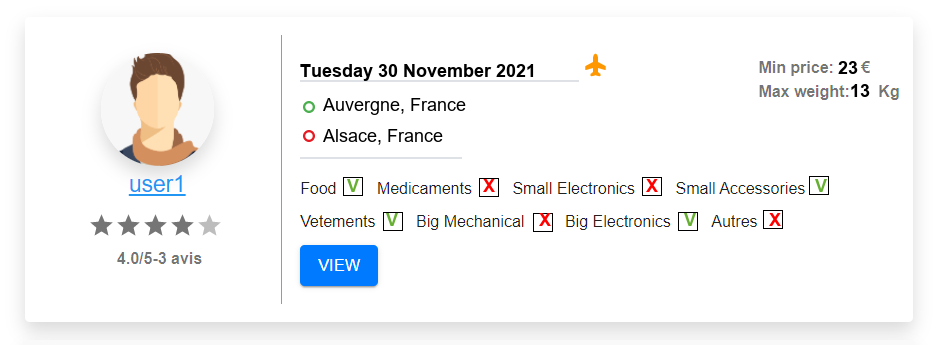 user1
4.0/5-3 avis
Tuesday 30 November 2021
Auvergne, France
Alsace, France
Min price: 23 €
Max weight:13 Kg
Food V Medicaments X Small Electronics X Small Accessories V
Vetements V Big Mechanical X Big Electronics V Autres X
VIEW